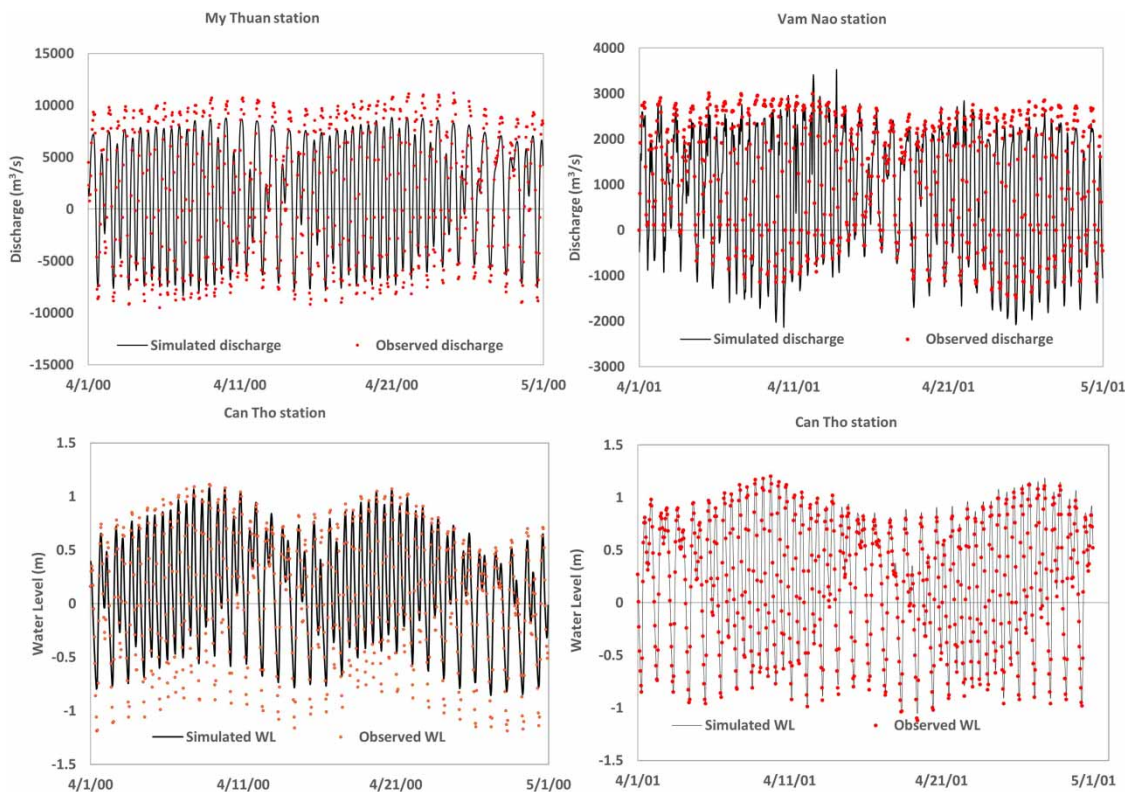 My Thuan station
15000
10000
5000
0
-5000
-10000
-15000
Discharge (m³/s)
Simulated discharge
Observed discharge
4/1/00
4/11/00
4/21/00
5/1/00
Vam Nao station
4000
3000
2000
1000
0
-1000
-2000
-3000
Discharge (m³/s)
Simulated discharge
Observed discharge
4/1/01
4/11/01
4/21/01
5/1/01
Can Tho station
1.5
1
0.5
0
-0.5
-1
-1.5
Water Level (m)
Simulated WL
Observed WL
4/1/00
4/11/00
4/21/00
5/1/00
Can Tho station
1.5
1
0.5
0
-0.5
-1
-1.5
Water Level (m)
Simulated WL
Observed WL
4/1/01
4/11/01
4/21/01
5/1/01